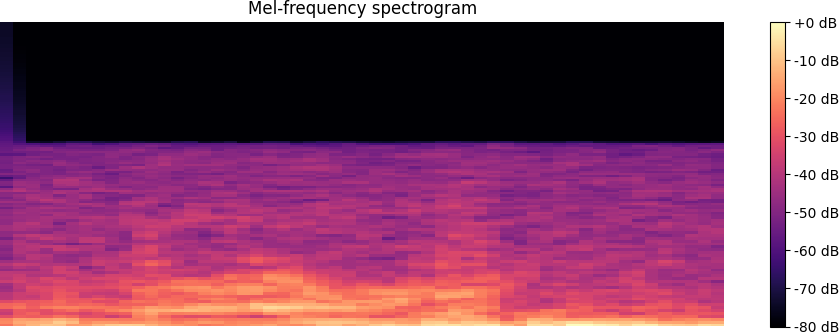 Mel-frequency spectrogram
+0 dB
-10 dB
-20 dB
-30 dB
-40 dB
-50 dB
-60 dB
-70 dB
-80 dB